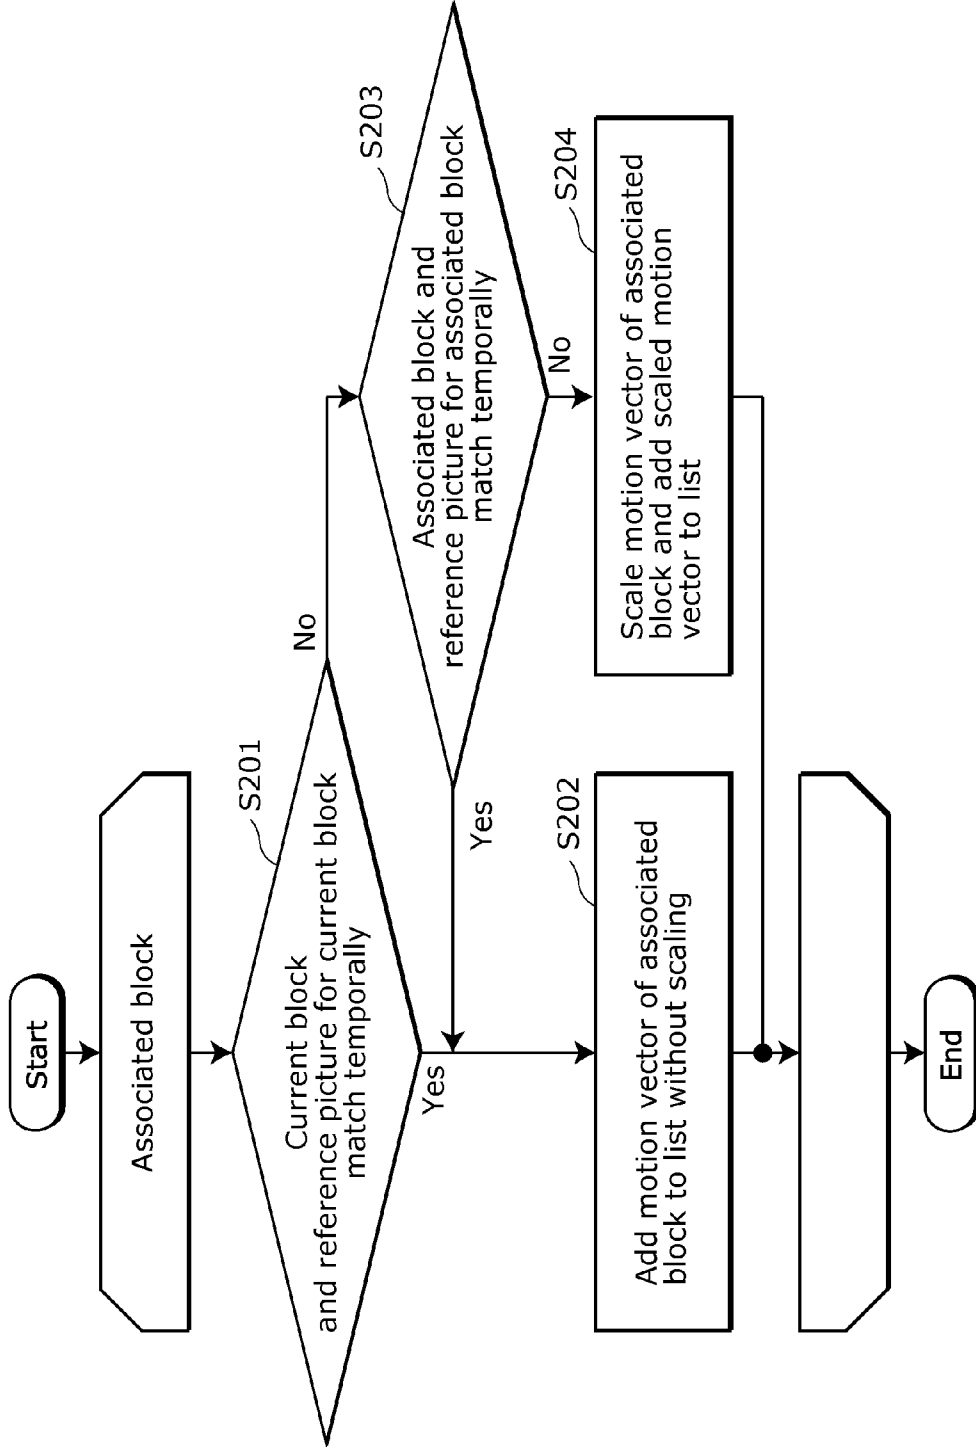 Start
Associated block
S201
Current block
and reference picture for current block
match temporally
No
Yes
S203
Associated block and
reference picture for associated block
match temporally
Yes
No
S202
Add motion vector of associated
block to list without scaling
S204
Scale motion vector of associated
block and add scaled motion
vector to list
End